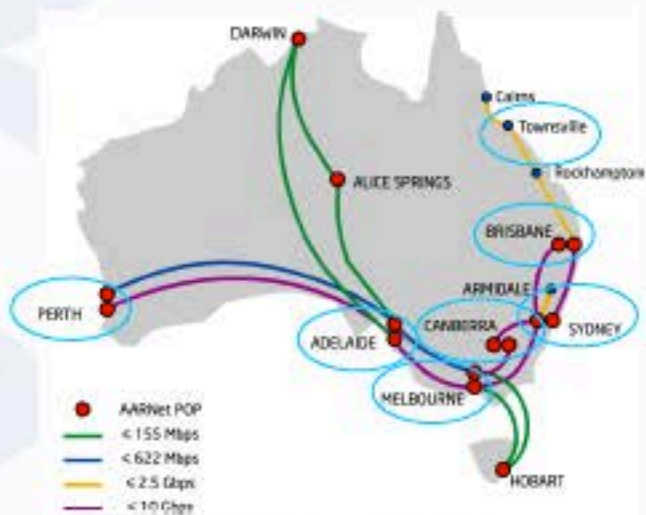 DARWIN
Cairns
Townsville
ALICE SPRINGS
Rockhamptom
BRISBANE
ARMIDALE
PERTH
CANBERRA
SYDNEY
ADELAIDE
MELBOURNE
AARNet POP
< 155 Mbps
HOBART
< 622 Mbps
< 2.5 Gbps
< 10 Gbps